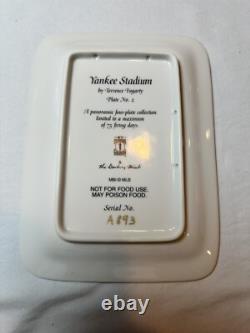 Yankee Stadium
by Terrence Fogarty
Plate No. 2
A panoramic four-plate collection
limited to a maximum
of 75 firing days.
the Danbury Mint
NOT FOR FOOD USE.
MAY POISON FOOD.
Serial No.
A893